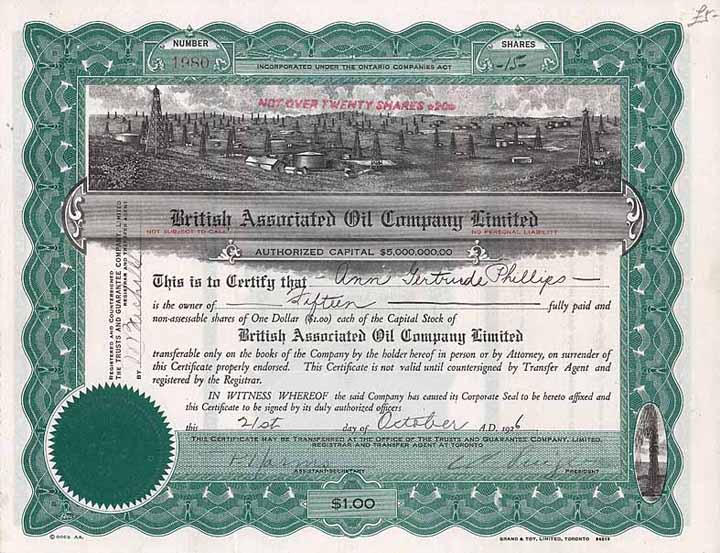 NUMBER
1980
SHARES
-15-
INCORPORATED UNDER THE ONTARIO COMPANIES ACT
NOT OVER TWENTY SHARES $20$
British Associated Oil Company Limited
NOT SUBJECT TO CALL
NO PERSONAL LIABILITY
AUTHORIZED CAPITAL $5,000,000.00
This is to Certify that Ann Gertrude Phillips
is the owner of Fifteen fully paid and
non-assessable shares of One Dollar ($1.00) each of the Capital Stock of
British Associated Oil Company Limited
transferable only on the books of the Company by the holder hereof in person or by Attorney, on surrender of
this Certificate properly endorsed. This Certificate is not valid until countersigned by Transfer Agent and
registered by the Registrar.
IN WITNESS WHEREOF the said Company has caused its Corporate Seal to be hereto affixed and
this Certificate to be signed by its duly authorized officers
this 21st day of October A.D. 1926
THIS CERTIFICATE MAY BE TRANSFERRED AT THE OFFICE OF THE TRUSTS AND GUARANTEE COMPANY, LIMITED,
REGISTRAR AND TRANSFER AGENT AT TORONTO
ASSISTANT-SECRETARY
PRESIDENT
$1.00
REGISTERED AND COUNTERSIGNED
THE TRUSTS AND GUARANTEE COMPANY, LIMITED
REGISTRAR AND TRANSFER AGENT
BY
GRAND & TOY, LIMITED, TORONTO